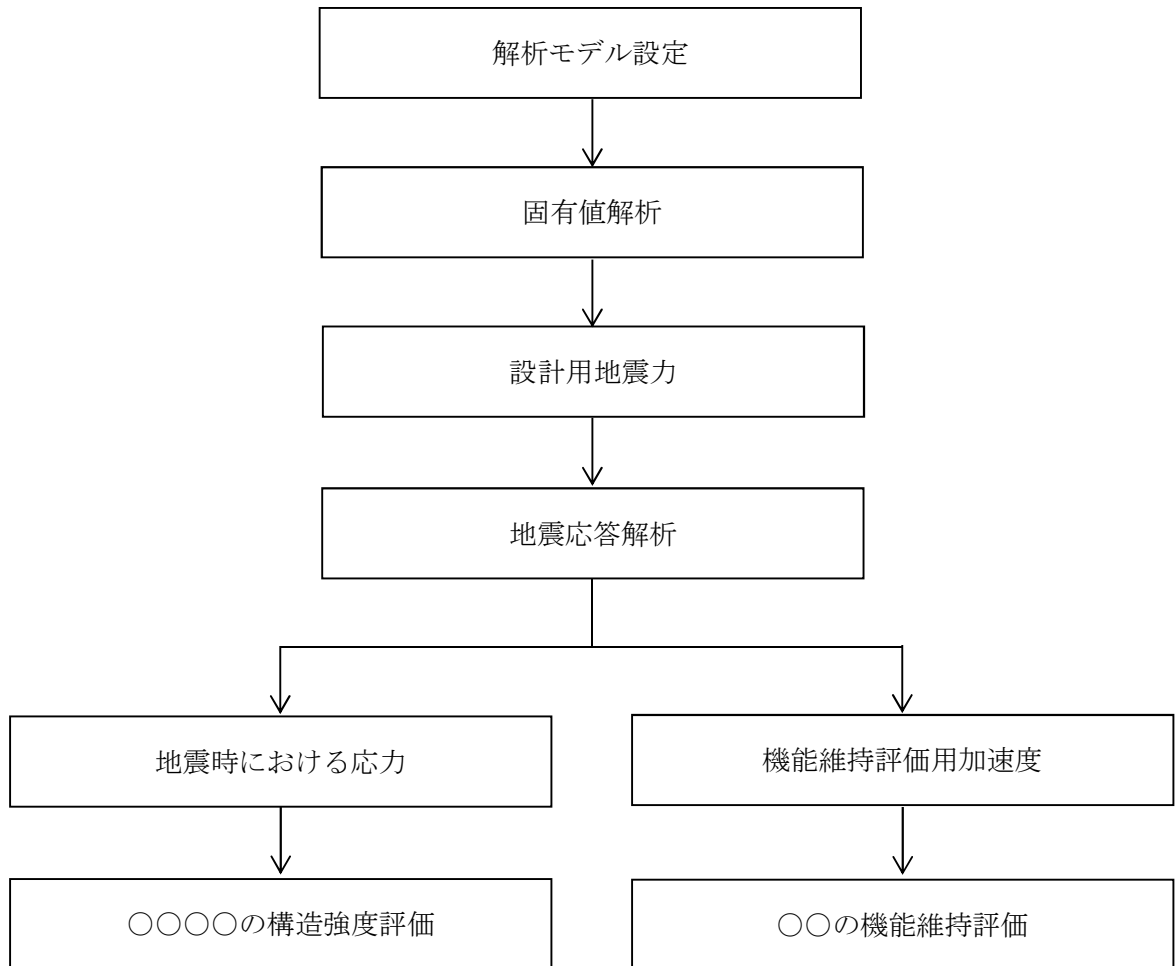 解析モデル設定
固有値解析
設計用地震力
地震応答解析
地震時における応力
機能維持評価用加速度
○○○○の構造強度評価
○○の機能維持評価